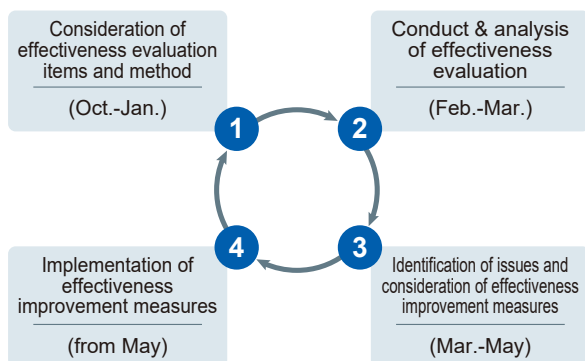 Consideration of
effectiveness evaluation
items and method
(Oct.-Jan.)
1
Conduct & analysis
of effectiveness
evaluation
(Feb.-Mar.)
2
3
Identification of issues and
consideration of effectiveness
improvement measures
(Mar.-May)
4
Implementation of
effectiveness
improvement measures
(from May)